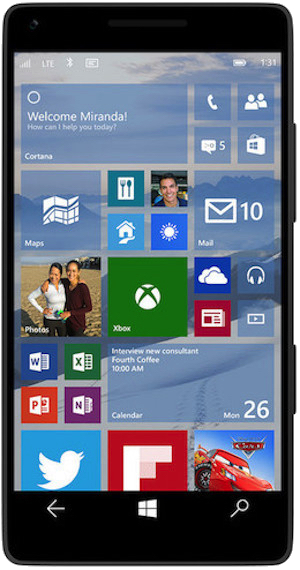 LTE
1:31
Welcome Miranda!
How can I help you today?
Cortana
5
Maps
10
Mail
Photos
Xbox
W
X
P
N
Interview new consultant
Fourth Coffee
10:00 AM
Calendar
Mon 26
Cars